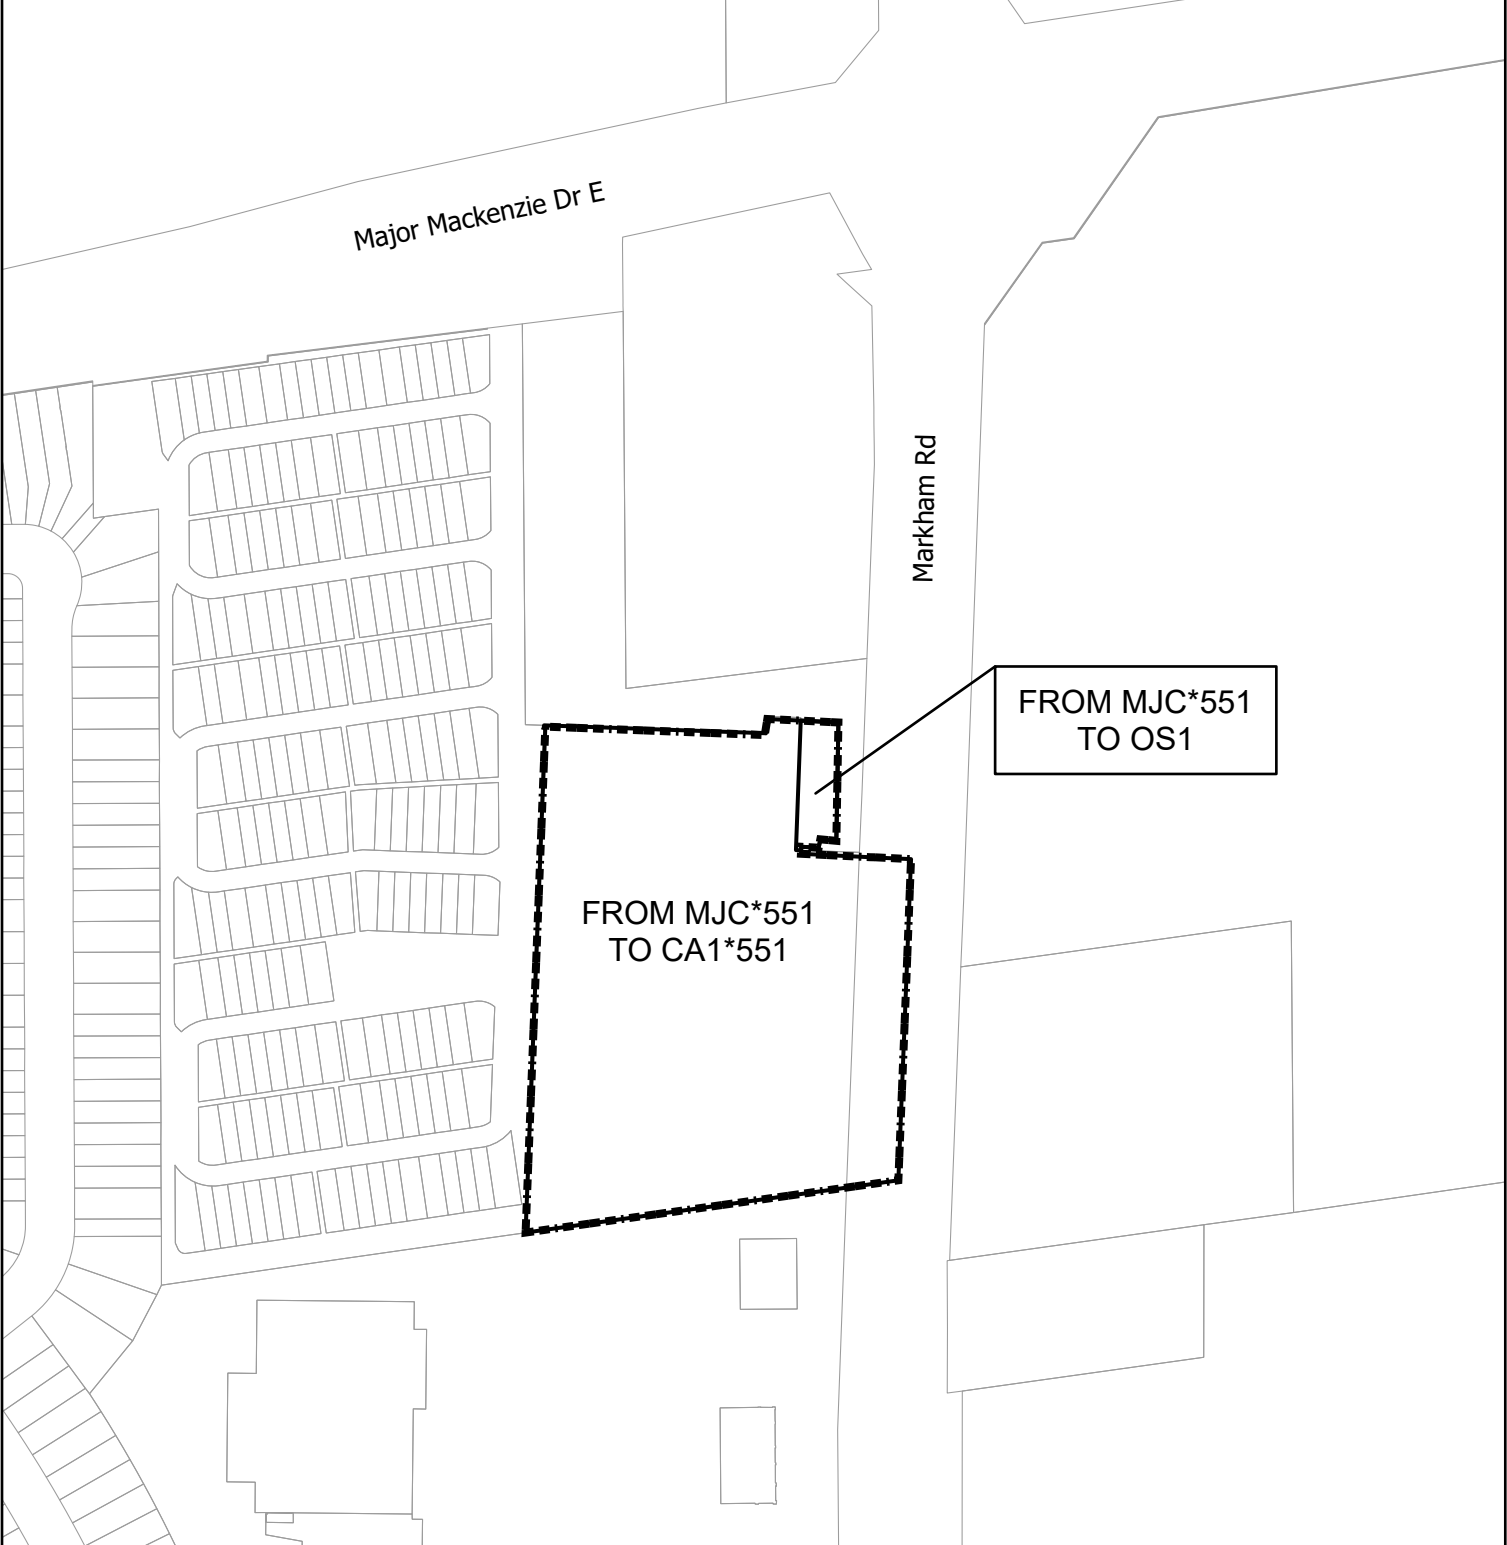 Major Mackenzie Dr E
Markham Rd
FROM MJC*551
TO OS1
FROM MJC*551
TO CA1*551